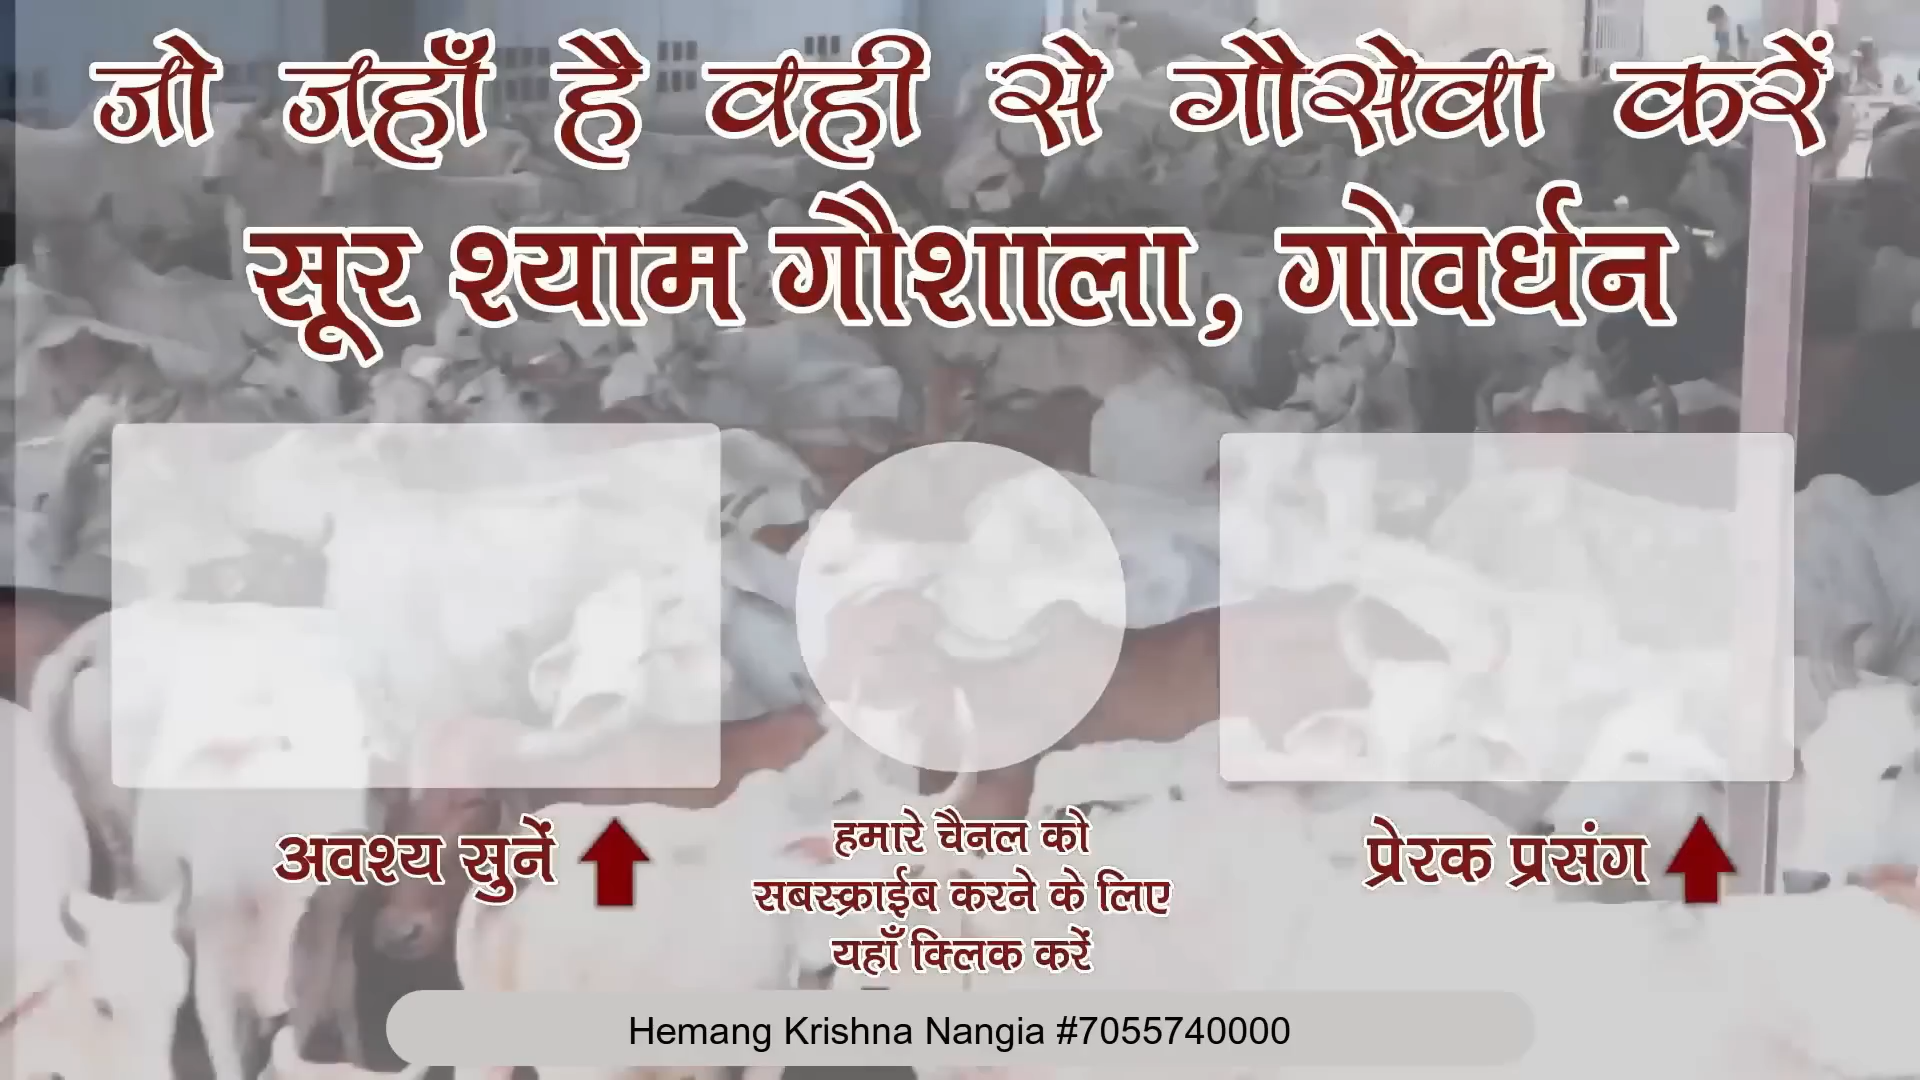 जो जहाँ है वही से गौसेवा करें
सूर श्याम गौशाला, गोवर्धन
अवश्य सुनें
हमारे चैनल को
सबस्क्राईब करने के लिए
यहाँ क्लिक करें
प्रेरक प्रसंग
Hemang Krishna Nangia #7055740000